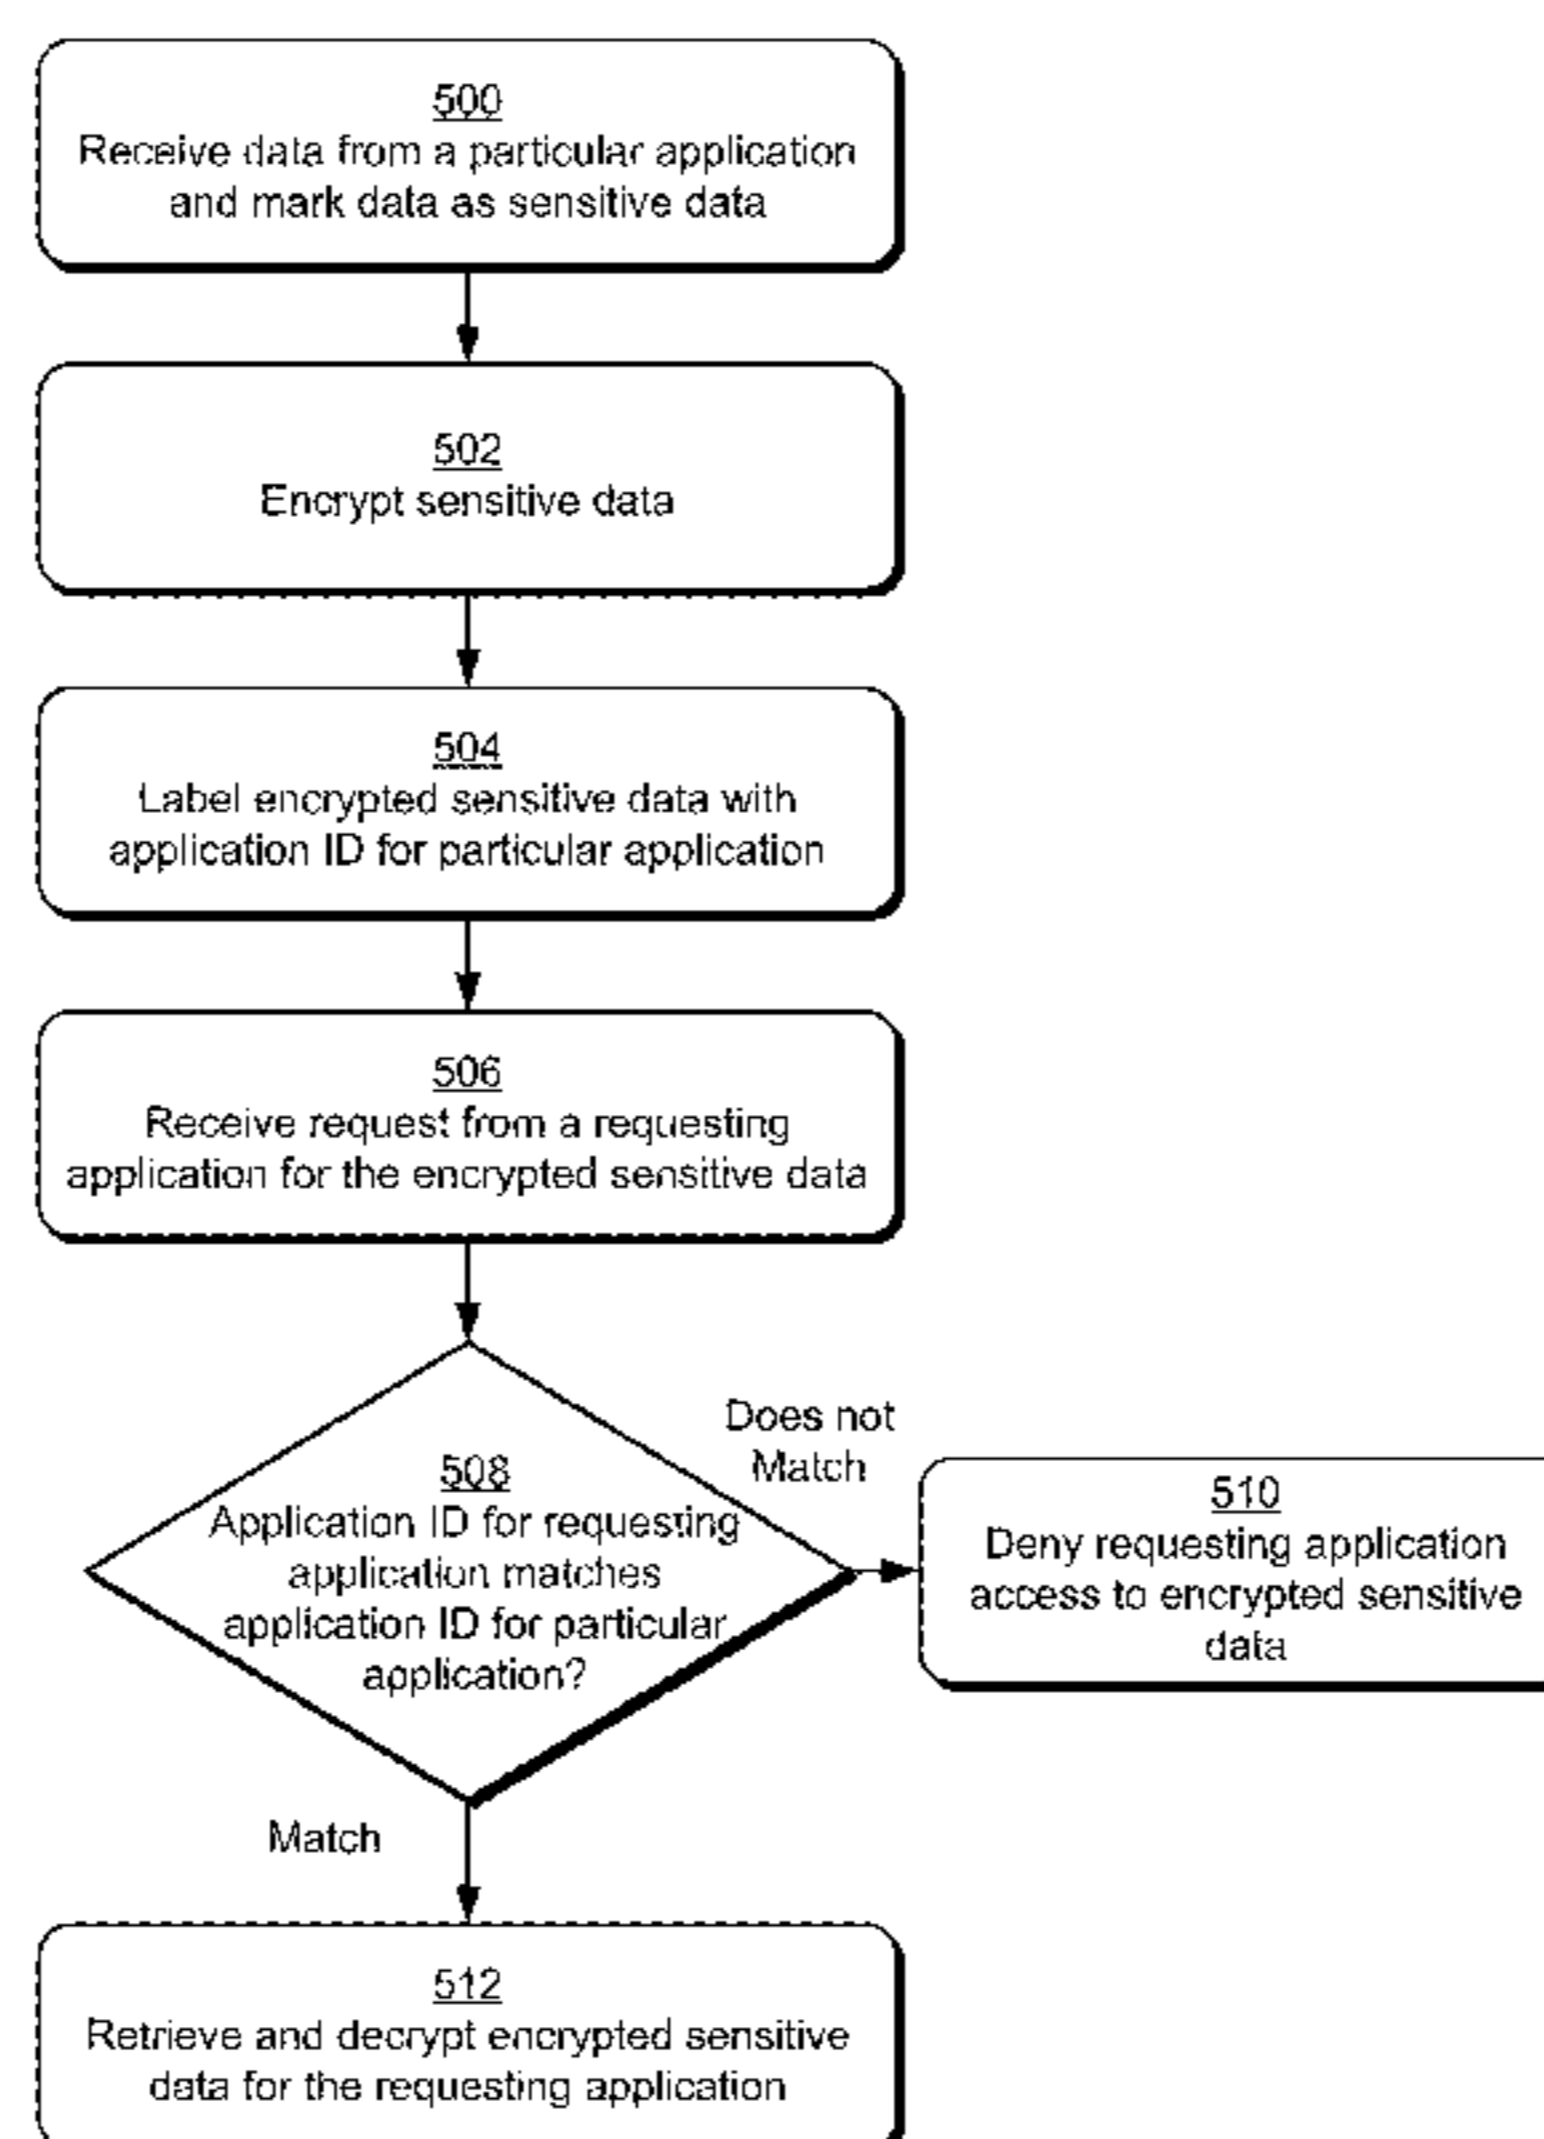 500
Receive data from a particular application
and mark data as sensitive data
502
Encrypt sensitive data
504
Label encrypted sensitive data with
application ID for particular application
506
Receive request from a requesting
application for the encrypted sensitive data
Does not
Match
508
Application ID for requesting
application matches
application ID for particular
application?
510
Deny requesting application
access to encrypted sensitive
data
Match
512
Retrieve and decrypt encrypted sensitive
data for the requesting application